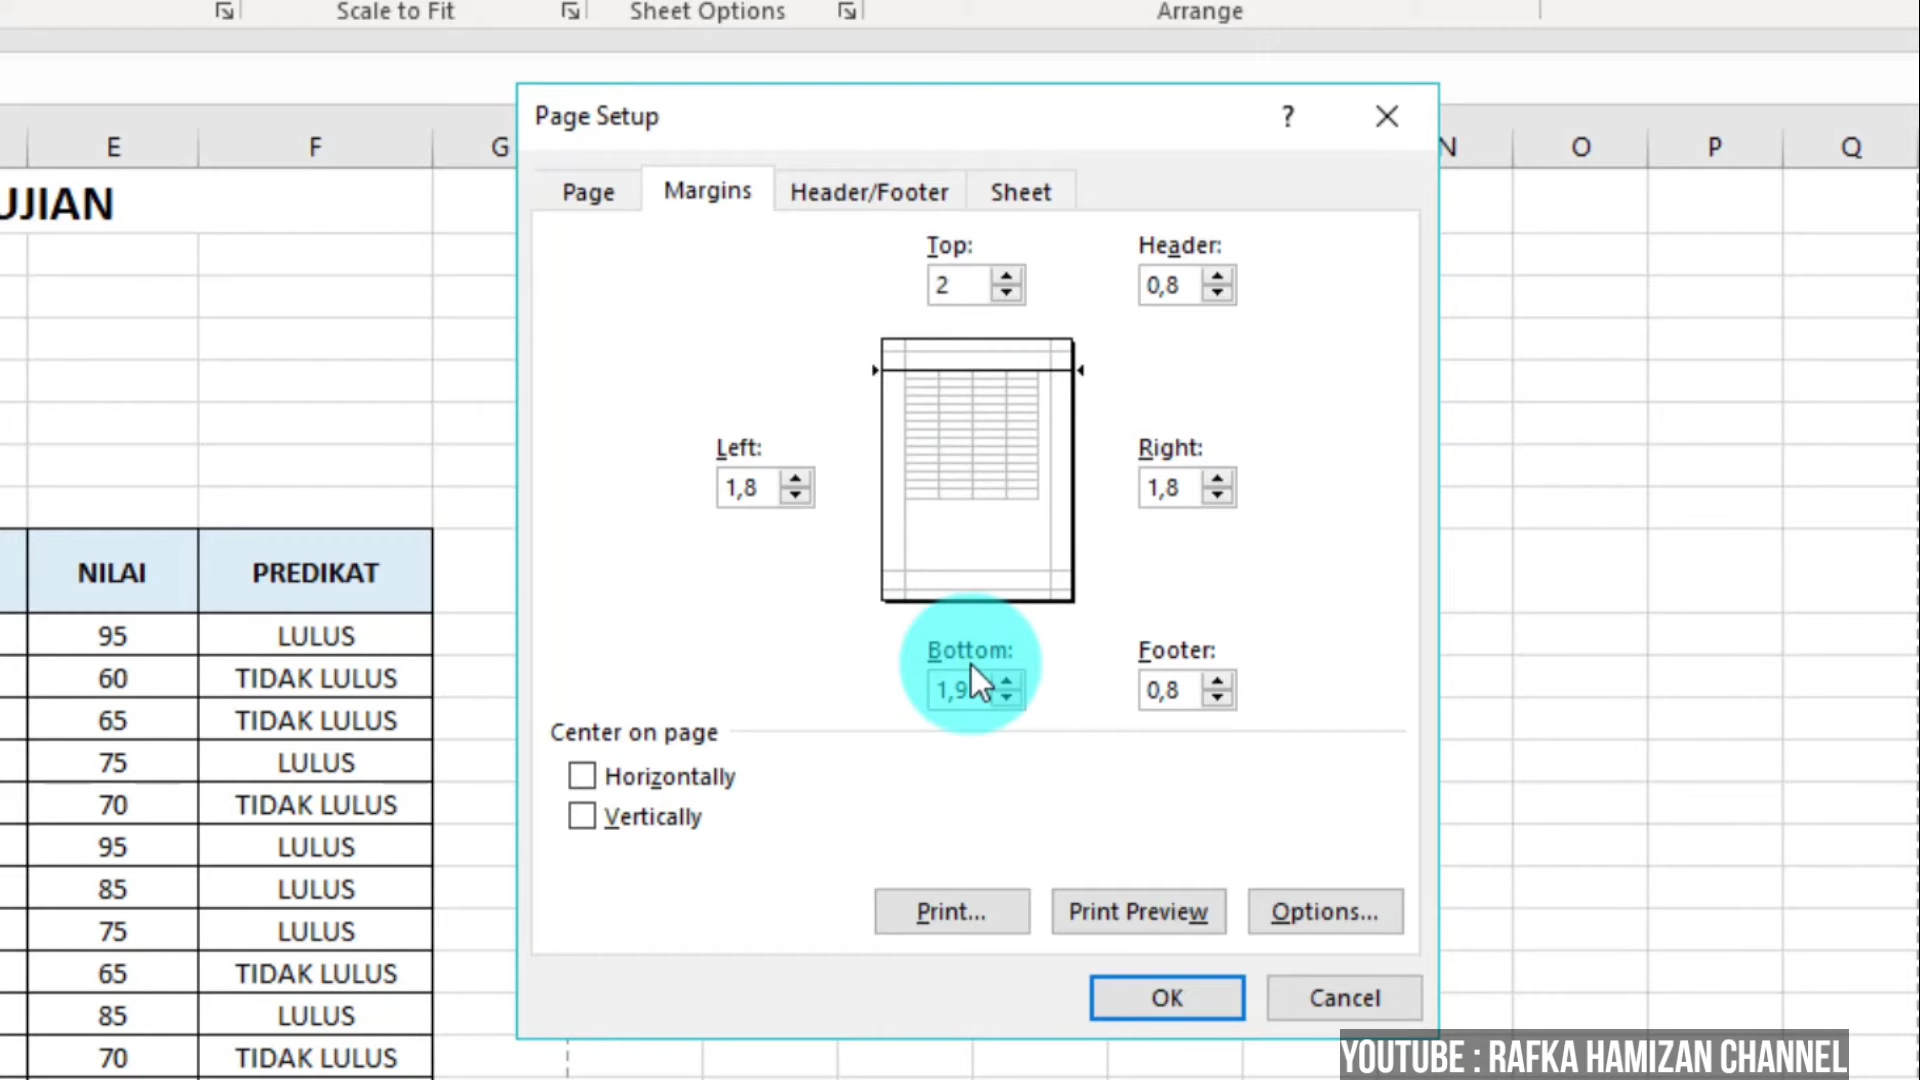 Scale to Fit
Sheet Options
Arrange
Page Setup
?
E
F
G
N
O
P
Q
Page
Margins
Header/Footer
Sheet
UJIAN
Top:
2
Header:
0,8
Left:
1,8
Right:
1,8
Bottom:
1,9
Footer:
0,8
Center on page
Horizontally
Vertically
Print...
Print Preview
Options...
OK
Cancel
NILAI
PREDIKAT
95
LULUS
60
TIDAK LULUS
65
TIDAK LULUS
75
LULUS
70
TIDAK LULUS
95
LULUS
85
LULUS
75
LULUS
65
TIDAK LULUS
85
LULUS
70
TIDAK LULUS
YOUTUBE : RAFKA HAMIZAN CHANNEL